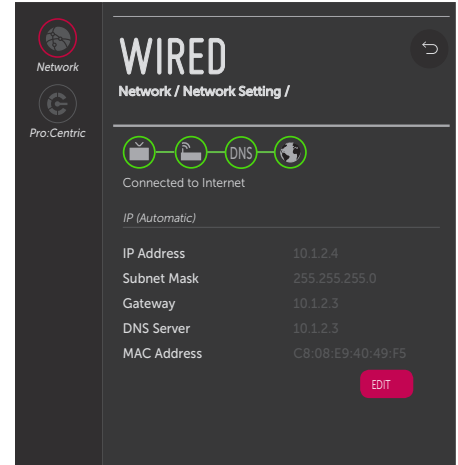 Network
Pro:Centric
WIRED
Network / Network Setting /
DNS
Connected to Internet
IP (Automatic)
IP Address 10.1.2.4
Subnet Mask 255.255.255.0
Gateway 10.1.2.3
DNS Server 10.1.2.3
MAC Address C8:08:E9:40:49:F5
EDIT